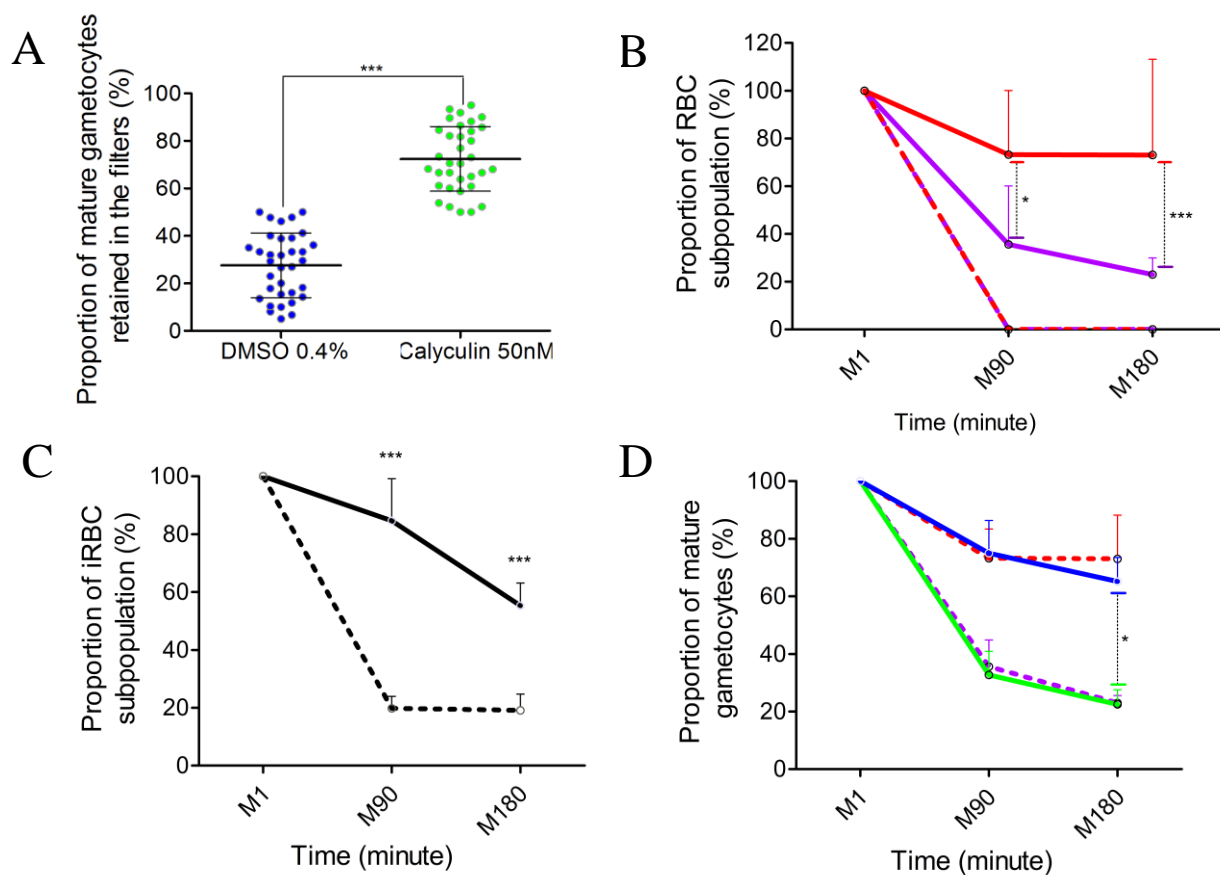 A
Proportion of mature gametocytes
retained in the filters (%)
***
100
80
60
40
20
0
DMSO 0.4%
Calyculin 50nM
B
Proportion of RBC
subpopulation (%)
120
100
80
60
40
20
0
*
***
M1
M90
M180
Time (minute)
C
Proportion of iRBC
subpopulation (%)
100
80
60
40
20
0
***
***
M1
M90
M180
Time (minute)
D
Proportion of mature
gametocytes (%)
100
80
60
40
20
0
*
M1
M90
M180
Time (minute)